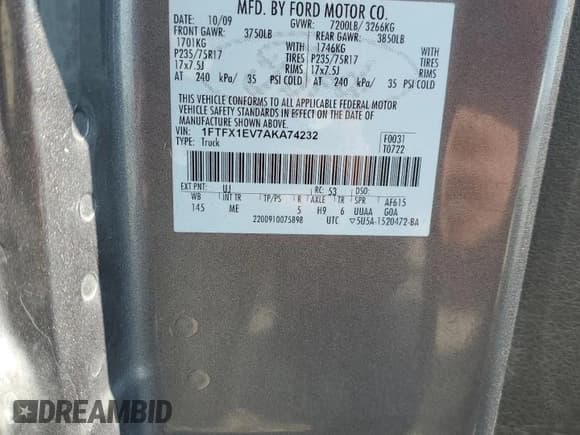 MFD. BY FORD MOTOR CO.
DATE: 10/09 GVWR: 7200LB/ 3266KG
FRONT GAWR: 3750LB REAR GAWR: 3850LB
1701KG WITH 1746KG WITH
P235/75R17 TIRES P235/75R17 TIRES
17x7.5J RIMS 17x7.5J RIMS
AT 240 kPa/ 35 PSI COLD AT 240 kPa/ 35 PSI COLD
THIS VEHICLE CONFORMS TO ALL APPLICABLE FEDERAL MOTOR
VEHICLE SAFETY STANDARDS IN EFFECT ON THE DATE OF
MANUFACTURE SHOWN ABOVE.
VIN: 1FTFX1EV7AKA74232 F0031
TYPE: Truck T0722
EXT PNT: UJ RC: 53 DSO:
WB INT TR TP/PS R AXLE TR SPR AF615
145 ME 5 H9 6 UUAA GOA
2200910075898 UTC ▽5U5A-1520472-BA
DREAMBID